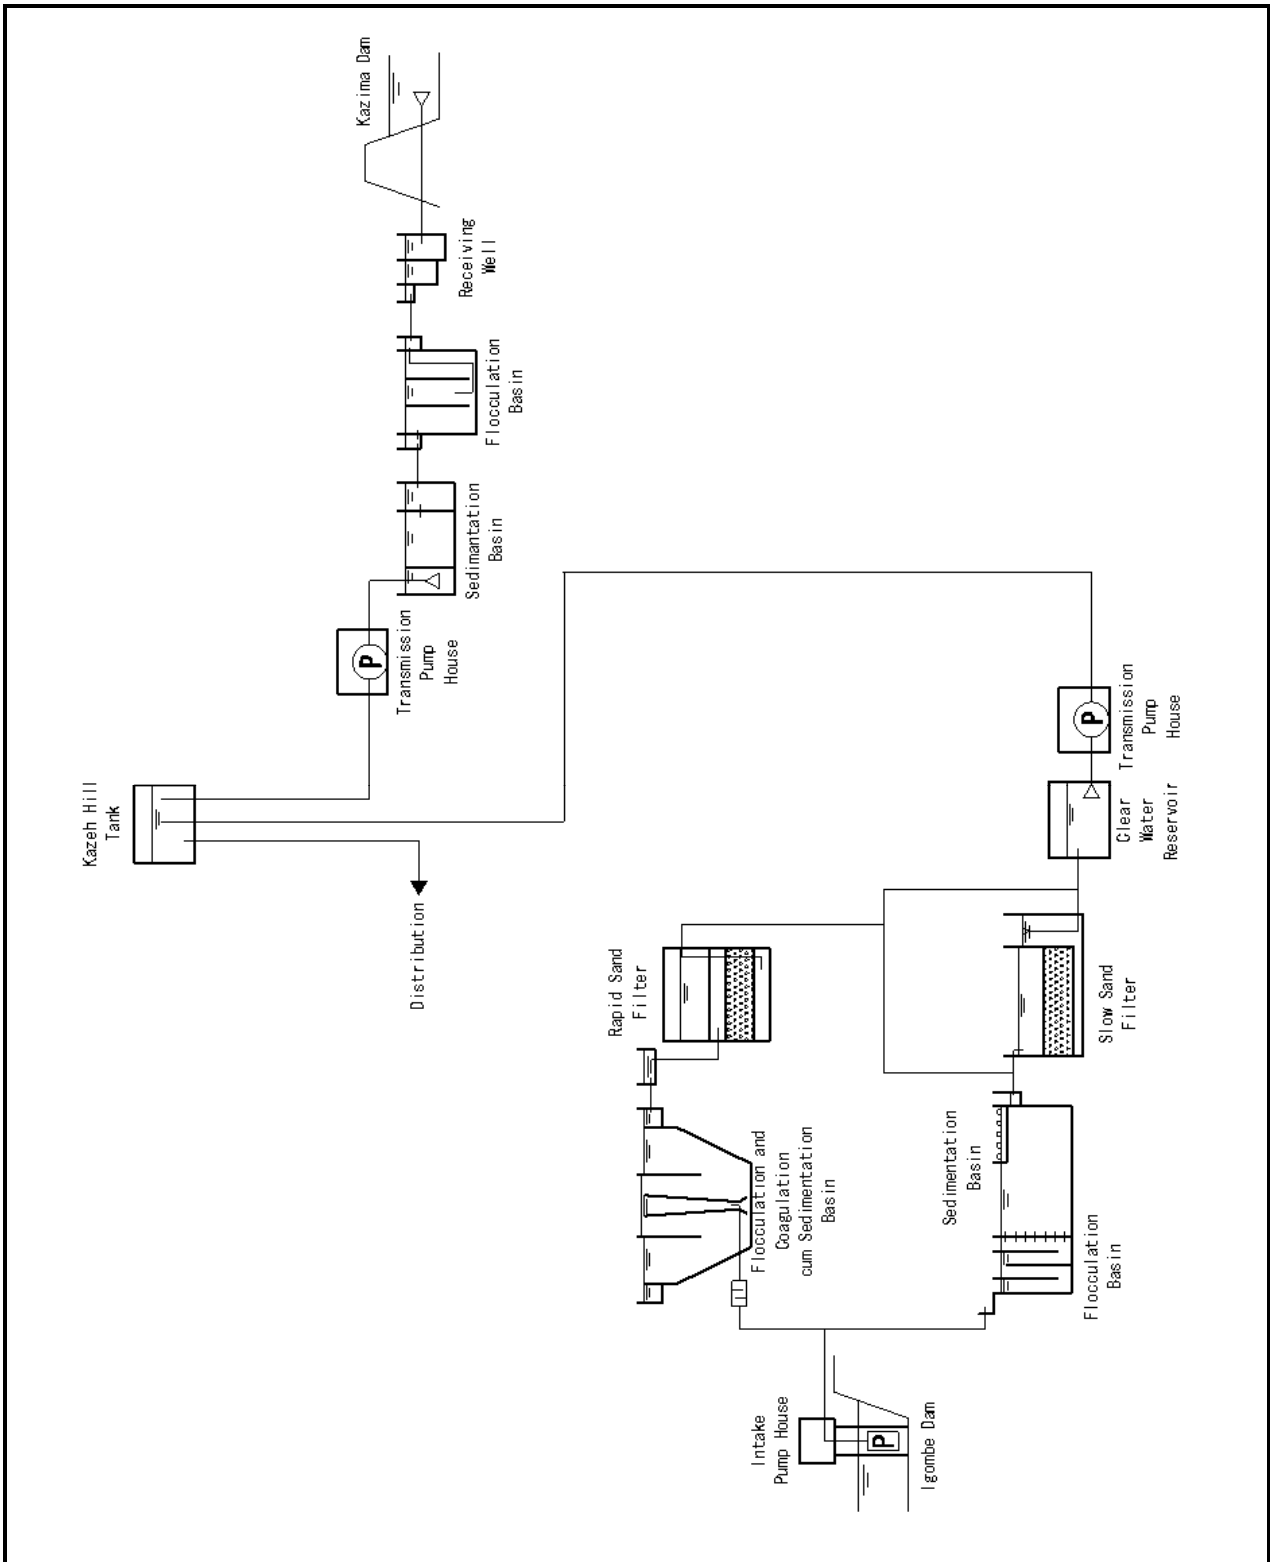 Kazima Dam
Receiving
Well
Flocculation
Basin
Sedimantation
Basin
P
Transmission
Pump
House
Kazeh Hill
Tank
Distribution
P
Transmission
Pump
House
Clear
Water
Reservoir
Rapid Sand
Filter
Slow Sand
Filter
Flocculation and
Coagulation
cum Sedimentation
Basin
Sedimentation
Basin
Flocculation
Basin
Intake
Pump House
P
Igombe Dam